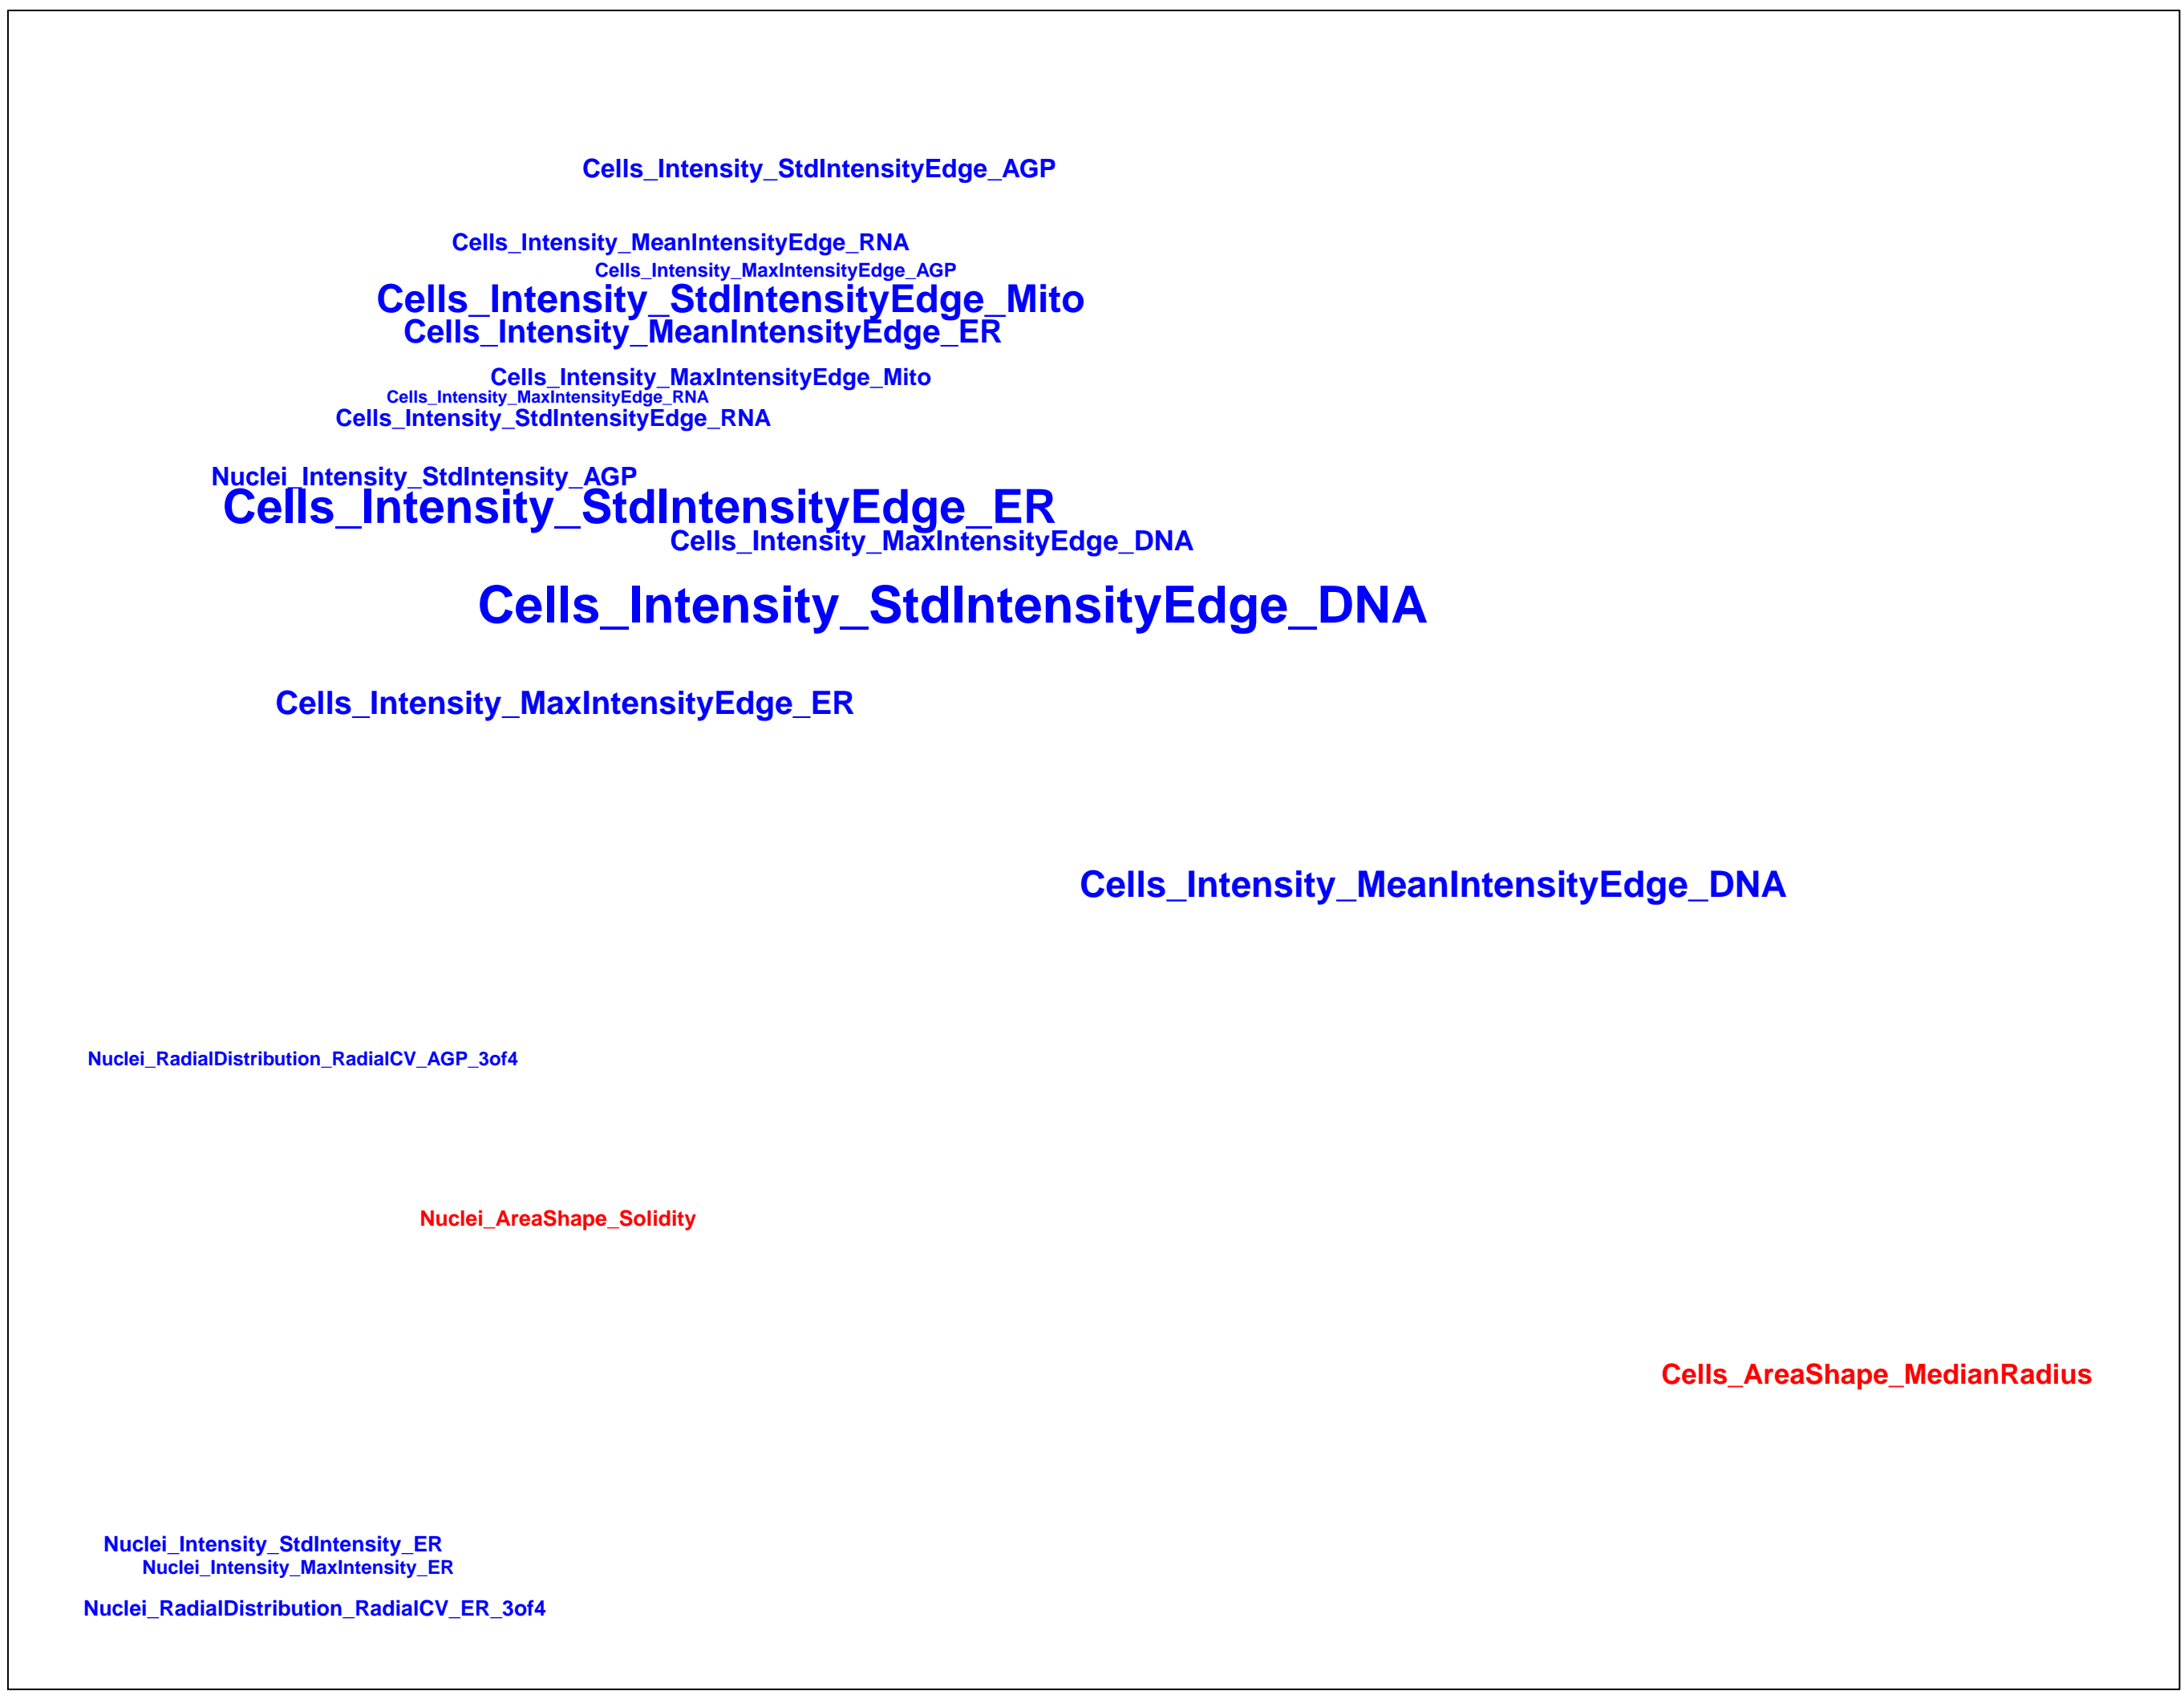 Cells_Intensity_StdIntensityEdge_AGP
Cells_Intensity_MeanIntensityEdge_RNA
Cells_Intensity_MaxIntensityEdge_AGP
Cells_Intensity_StdIntensityEdge_Mito
Cells_Intensity_MeanIntensityEdge_ER
Cells_Intensity_MaxIntensityEdge_Mito
Cells_Intensity_MaxIntensityEdge_RNA
Cells_Intensity_StdIntensityEdge_RNA
Nuclei_Intensity_StdIntensity_AGP
Cells_Intensity_StdIntensityEdge_ER
Cells_Intensity_MaxIntensityEdge_DNA
Cells_Intensity_StdIntensityEdge_DNA
Cells_Intensity_MaxIntensityEdge_ER
Cells_Intensity_MeanIntensityEdge_DNA
Nuclei_RadialDistribution_RadialCV_AGP_3of4
Nuclei_AreaShape_Solidity
Cells_AreaShape_MedianRadius
Nuclei_Intensity_StdIntensity_ER
Nuclei_Intensity_MaxIntensity_ER
Nuclei_RadialDistribution_RadialCV_ER_3of4